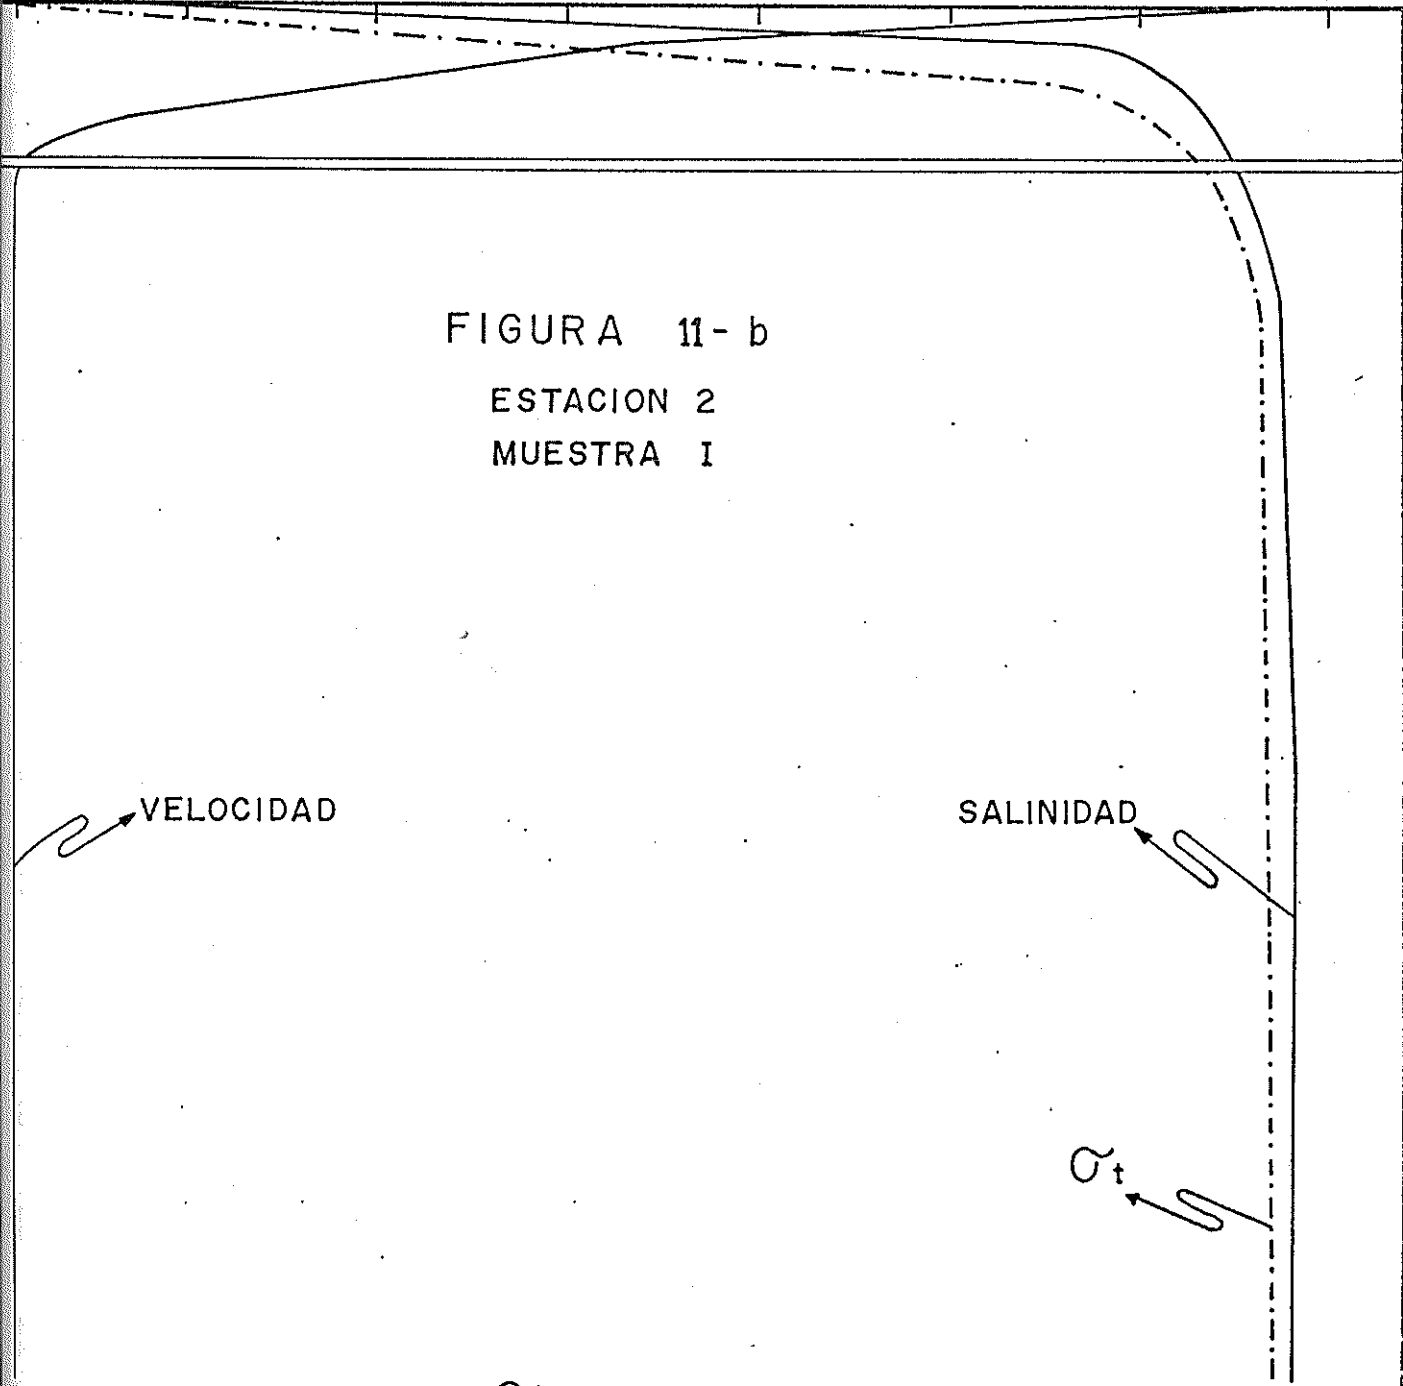 FIGURA 11-b
ESTACION 2
MUESTRA I
VELOCIDAD
SALINIDAD
σt